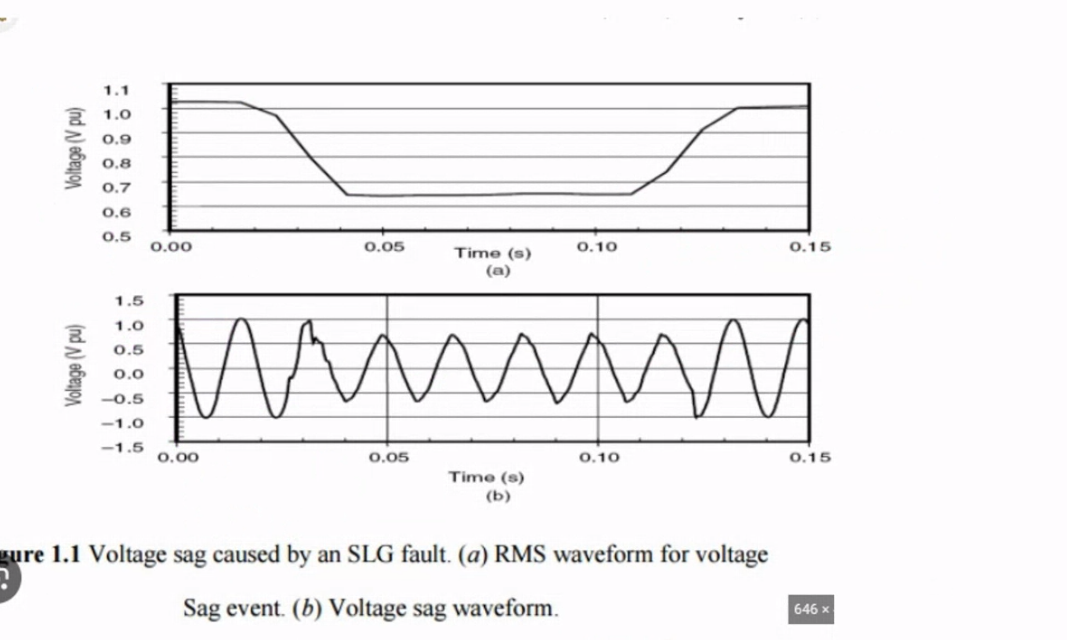 1.1
1.0
0.9
0.8
0.7
0.6
0.5
Voltage (V pu)
0.00 0.05 0.10 0.15
Time (s)
(a)
1.5
1.0
0.5
0.0
−0.5
−1.0
−1.5
Voltage (V pu)
0.00 0.05 0.10 0.15
Time (s)
(b)
gure 1.1 Voltage sag caused by an SLG fault. (a) RMS waveform for voltage
Sag event. (b) Voltage sag waveform.
646 ×